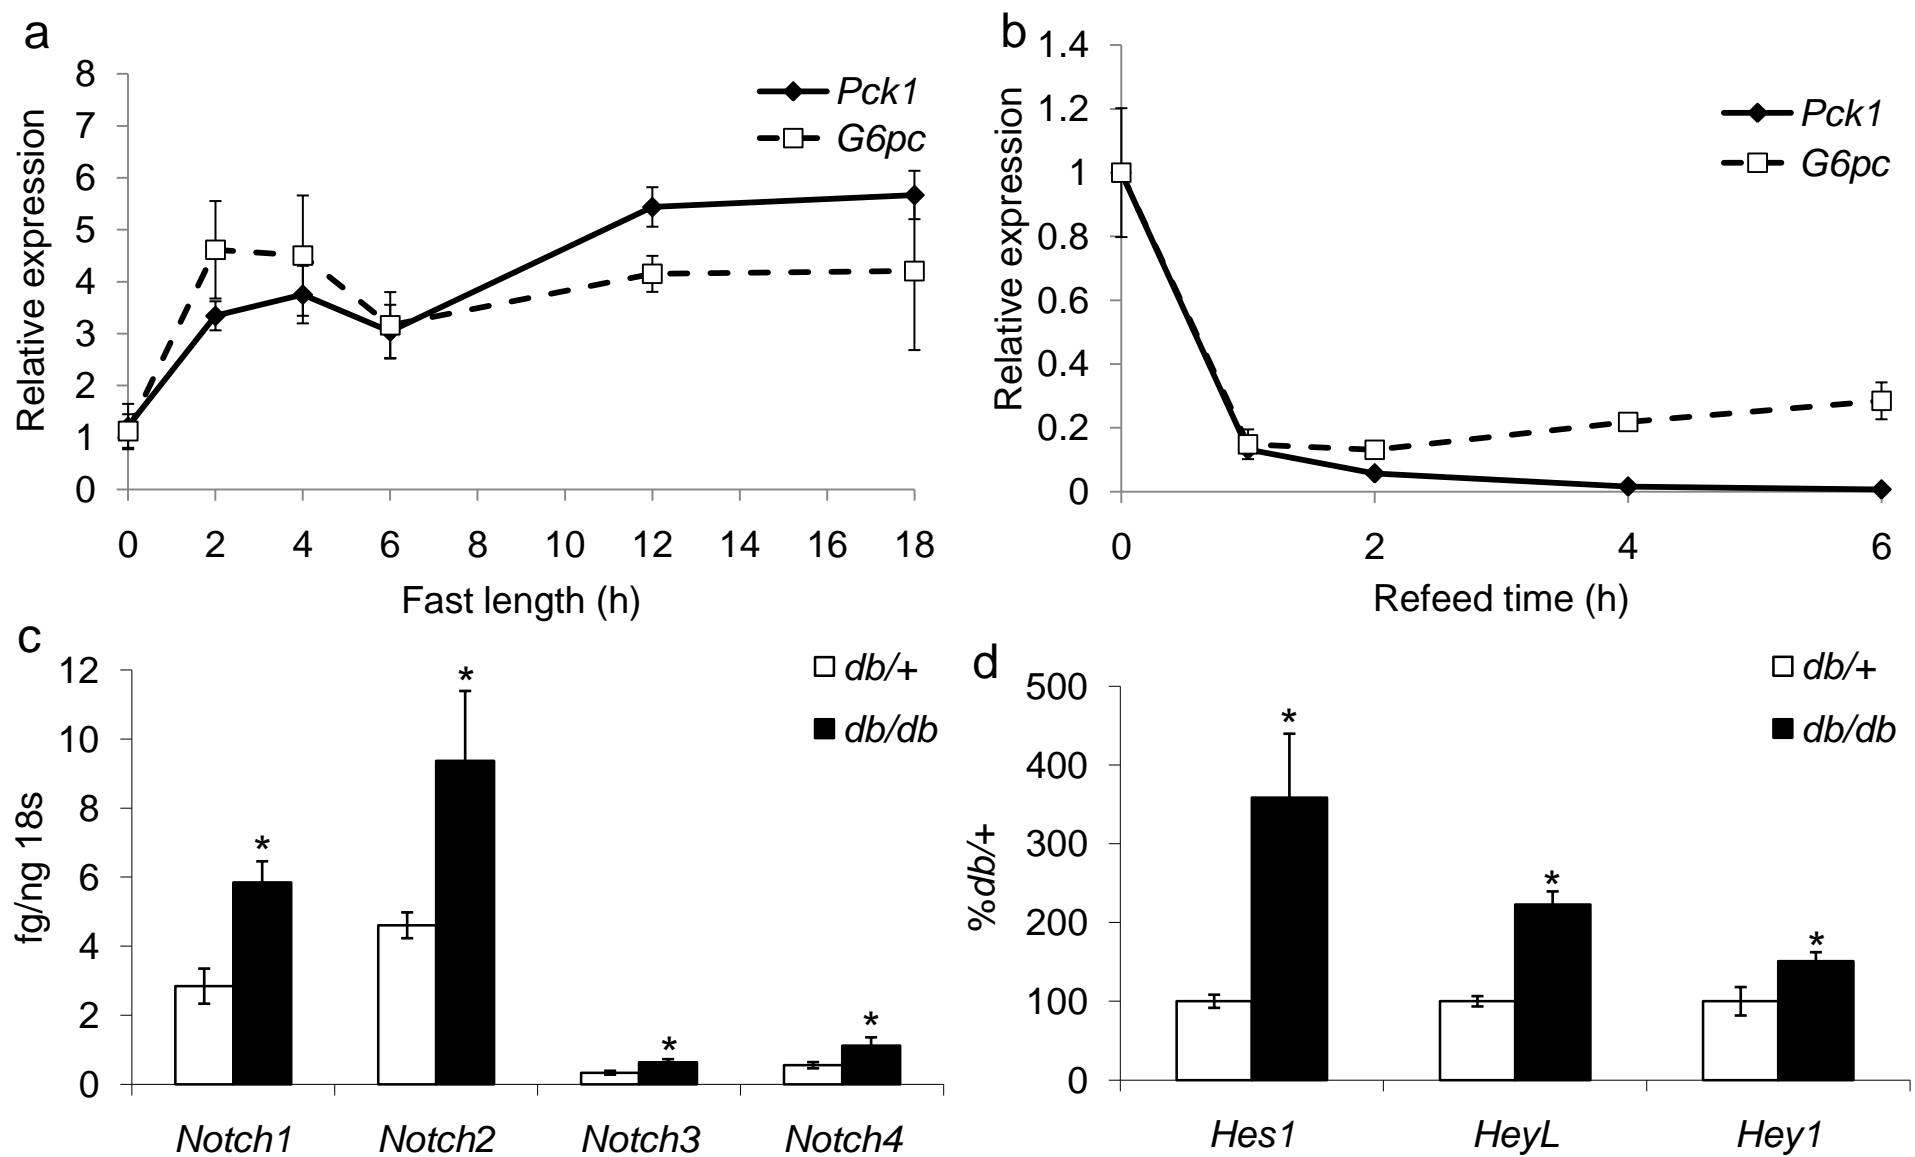 a
8
7
6
5
4
3
2
1
0
Relative expression
Pck1
G6pc
0 2 4 6 8 10 12 14 16 18
Fast length (h)
b
1.4
1.2
1
0.8
0.6
0.4
0.2
0
Relative expression
Pck1
G6pc
0 2 4 6
Refeed time (h)
c
12
10
8
6
4
2
0
fg/ng 18s
db/+
db/db
* * * *
Notch1 Notch2 Notch3 Notch4
d
500
400
300
200
100
0
%db/+
db/+
db/db
* * *
Hes1 HeyL Hey1